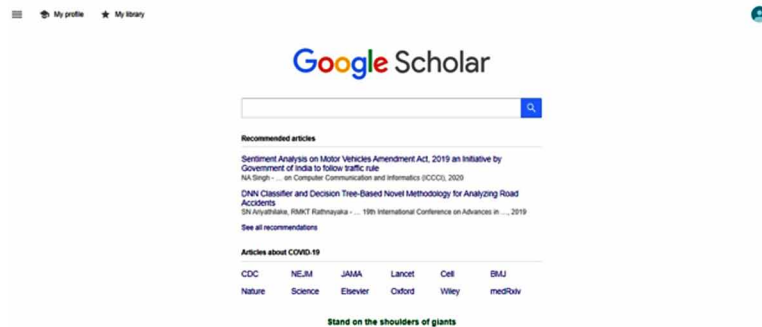 My profile My library
Google Scholar
Recommended articles
Sentiment Analysis on Motor Vehicles Amendment Act, 2019 an Initiative by
Government of India to follow traffic rule
NA Singh - ... on Computer Communication and Informatics (ICCCI), 2020
DNN Classifier and Decision Tree-Based Novel Methodology for Analyzing Road
Accidents
SN Ariyathilake, RMKT Rathnayaka - ... 19th International Conference on Advances in ..., 2019
See all recommendations
Articles about COVID-19
CDC NEJM JAMA Lancet Cell BMJ
Nature Science Elsevier Oxford Wiley medRxiv
Stand on the shoulders of giants